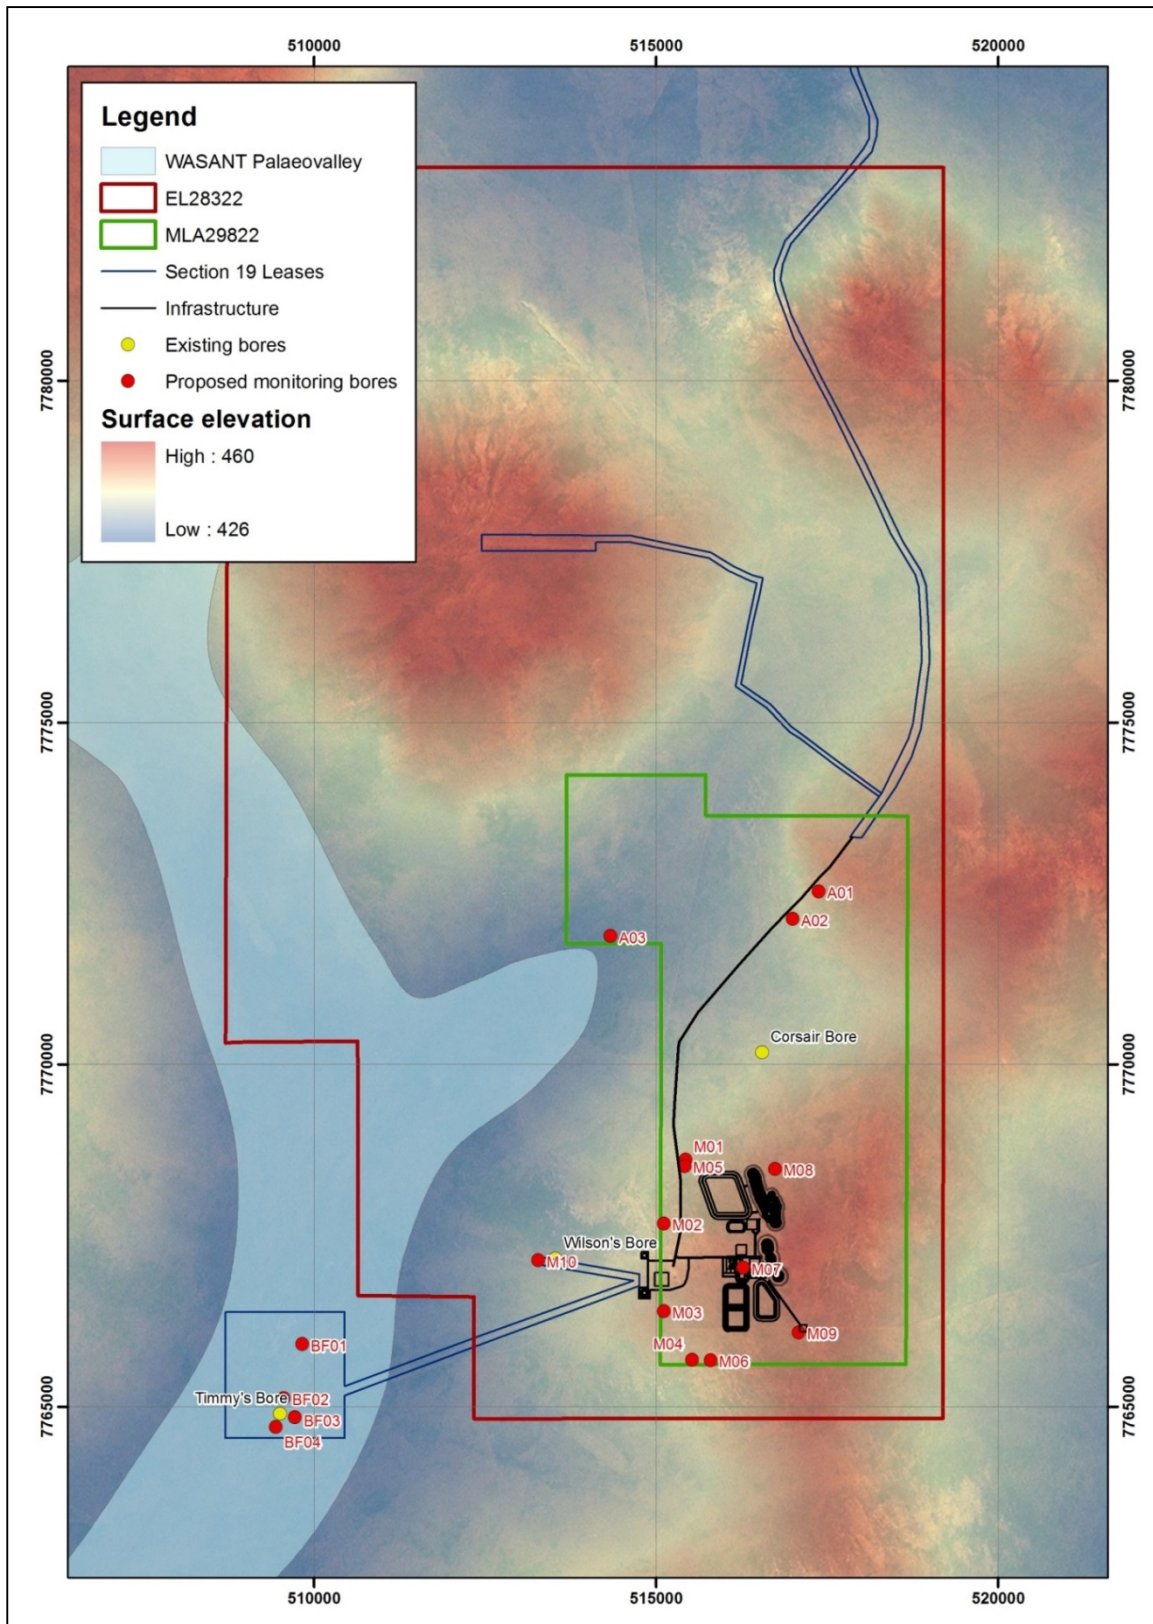 510000
515000
520000
Legend
WASANT Palaeovalley
EL28322
MLA29822
Section 19 Leases
Infrastructure
Existing bores
Proposed monitoring bores
Surface elevation
High : 460
Low : 426
7780000
7780000
7775000
7775000
A01
A02
A03
Corsair Bore
7770000
7770000
M01
M05
M08
M02
Wilson's Bore
M10
M07
M03
M09
M04
M06
BF01
Timmy's Bore
BF02
BF03
BF04
7765000
7765000
510000
515000
520000